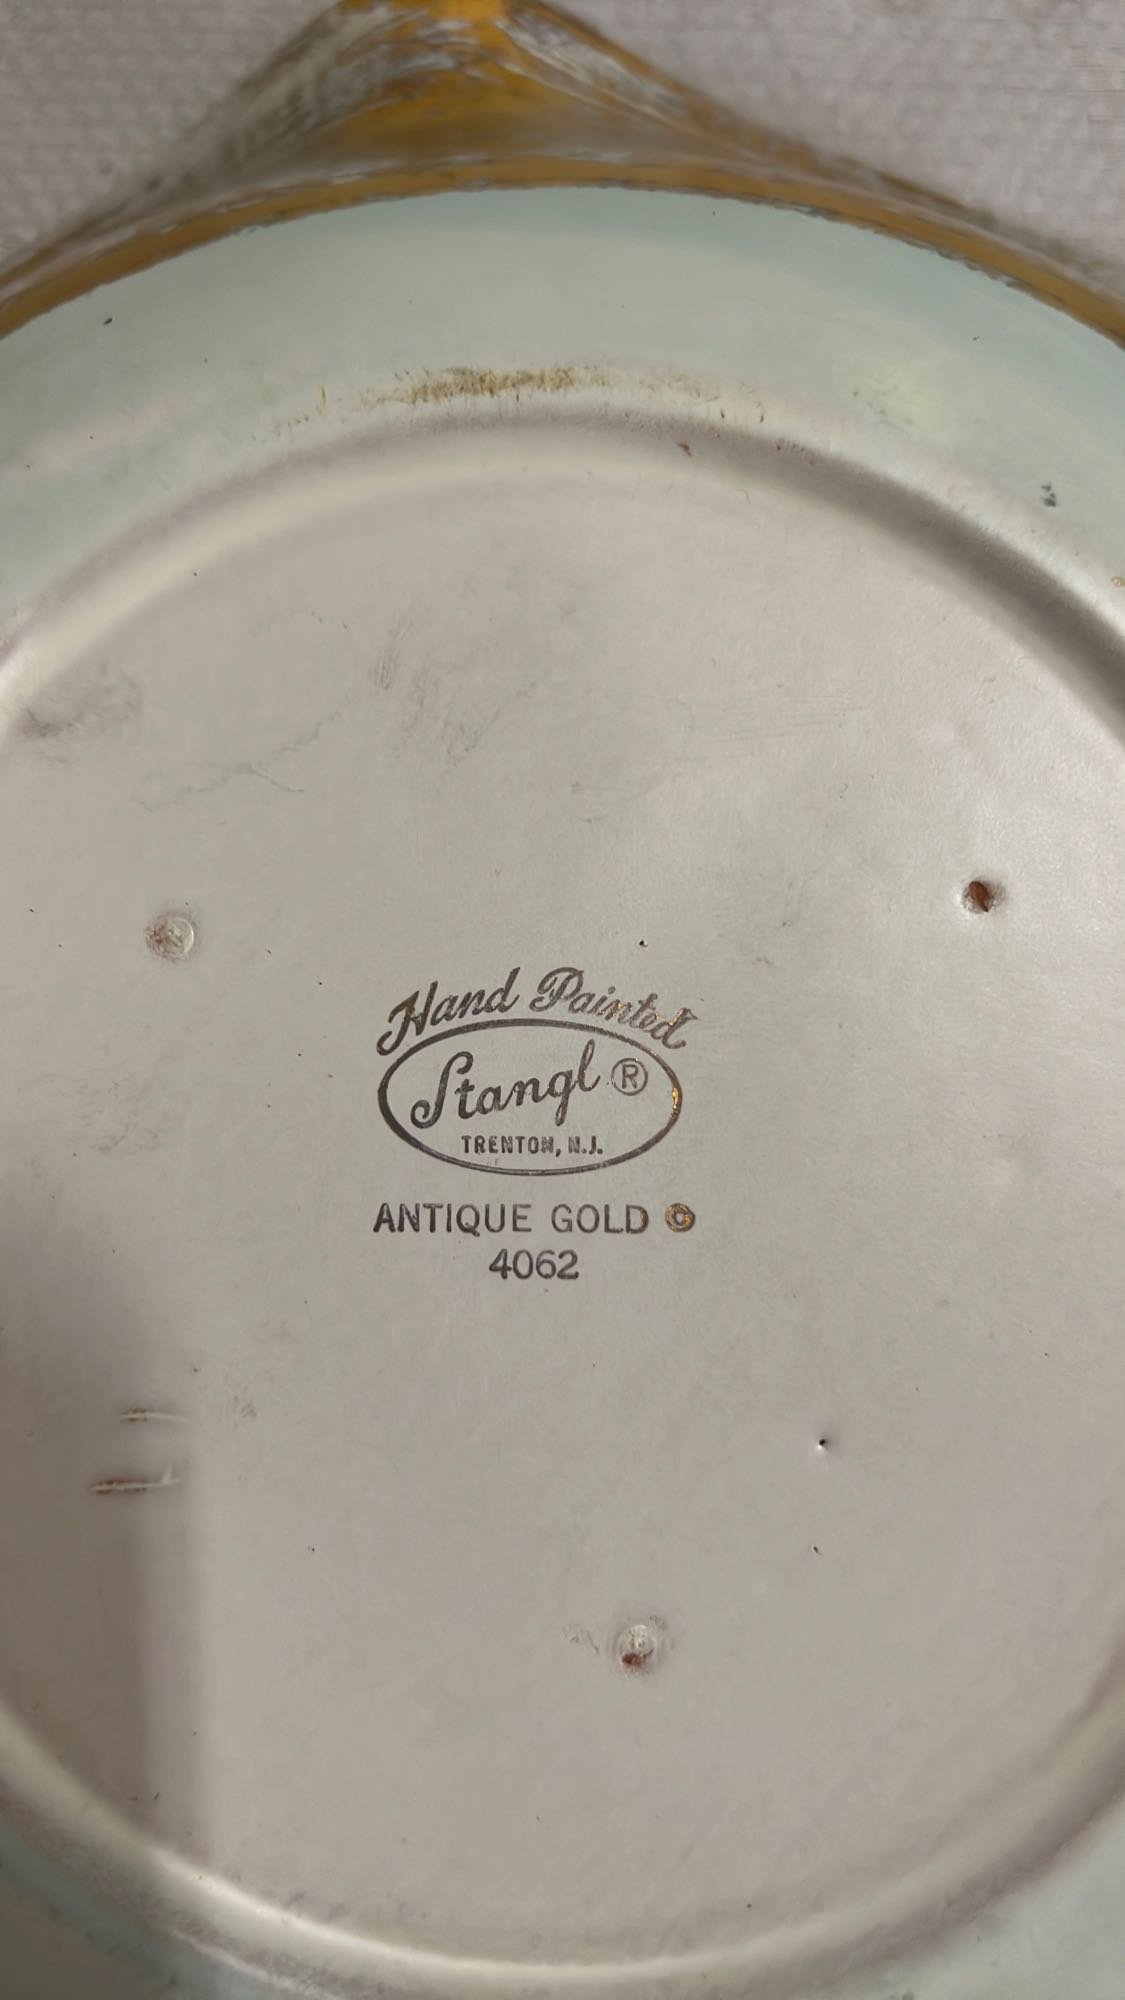 Hand Painted
Stangl ®
TRENTON, N.J.
ANTIQUE GOLD ©
4062